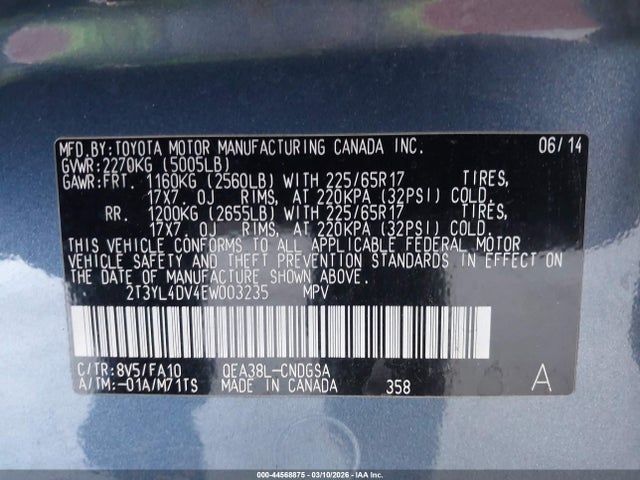 MFD.BY:TOYOTA MOTOR MANUFACTURING CANADA INC. 06/14
GVWR:2270KG (5005LB)
GAWR:FRT. 1160KG (2560LB) WITH 225/65R17 TIRES,
17X7. OJ RIMS, AT 220KPA (32PSI) COLD.
RR. 1200KG (2655LB) WITH 225/65R17 TIRES,
17X7. OJ RIMS, AT 220KPA (32PSI) COLD.
THIS VEHICLE CONFORMS TO ALL APPLICABLE FEDERAL MOTOR
VEHICLE SAFETY AND THEFT PREVENTION STANDARDS IN EFFECT ON
THE DATE OF MANUFACTURE SHOWN ABOVE.
2T3YL4DV4EW003235 MPV
C/TR:8V5/FA10 QEA38L-CNDGSA
A/TM:-01A/M71TS MADE IN CANADA 358 A
000-44568875 - 03/10/2026 - IAA Inc.